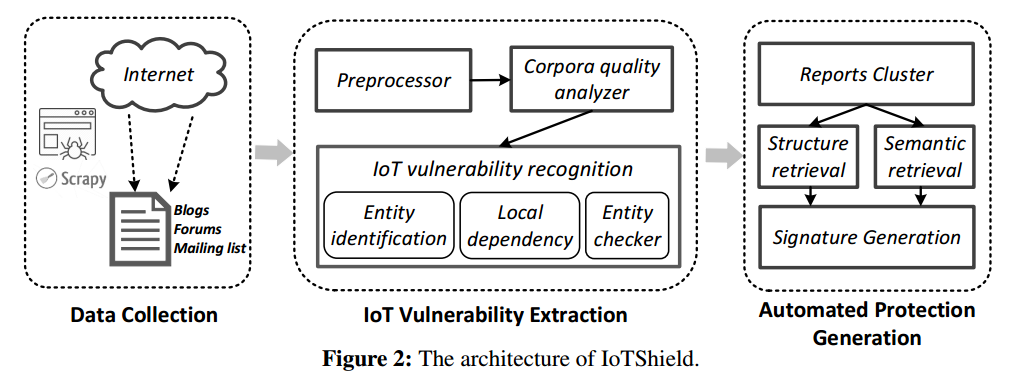 Internet
Scrapy
Blogs
Forums
Mailing list
Data Collection
Preprocessor
Corpora quality
analyzer
IoT vulnerability recognition
Entity
identification
Local
dependency
Entity
checker
IoT Vulnerability Extraction
Reports Cluster
Structure
retrieval
Semantic
retrieval
Signature Generation
Automated Protection
Generation
Figure 2: The architecture of IoTShield.